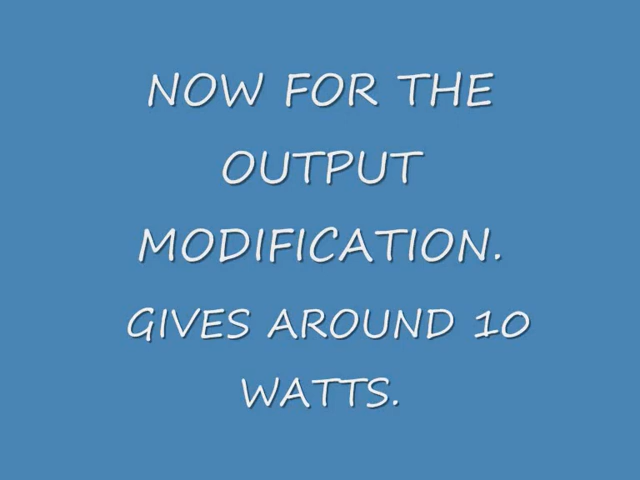 NOW FOR THE
OUTPUT
MODIFICATION.
GIVES AROUND 10
WATTS.